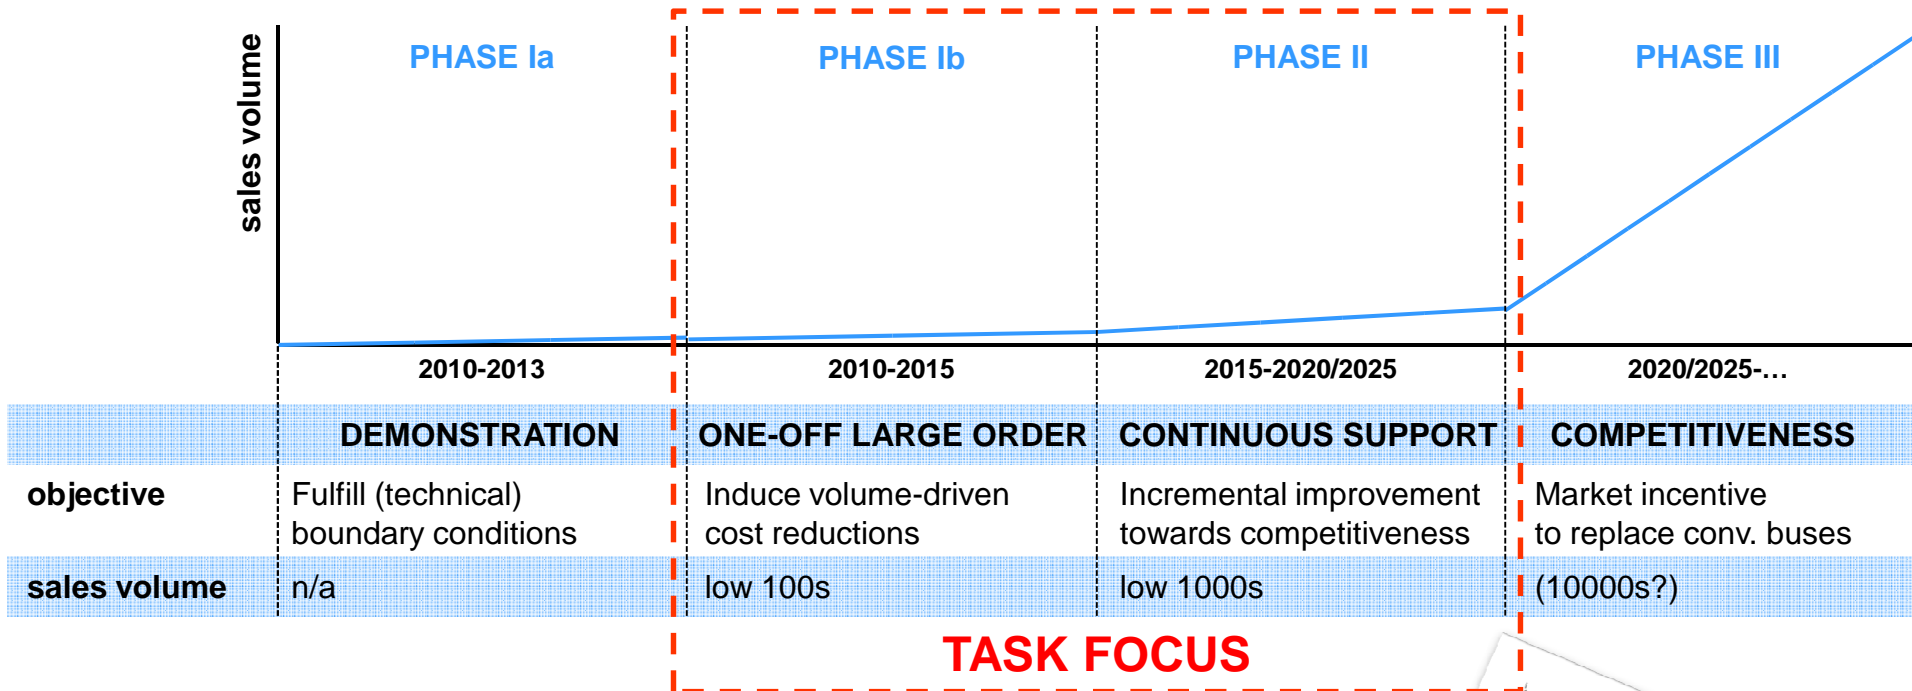 sales volume
PHASE Ia
PHASE Ib
PHASE II
PHASE III
2010-2013
2010-2015
2015-2020/2025
2020/2025-…
DEMONSTRATION
ONE-OFF LARGE ORDER
CONTINUOUS SUPPORT
COMPETITIVENESS
objective
Fulfill (technical)
boundary conditions
Induce volume-driven
cost reductions
Incremental improvement
towards competitiveness
Market incentive
to replace conv. buses
sales volume
n/a
low 100s
low 1000s
(10000s?)
TASK FOCUS